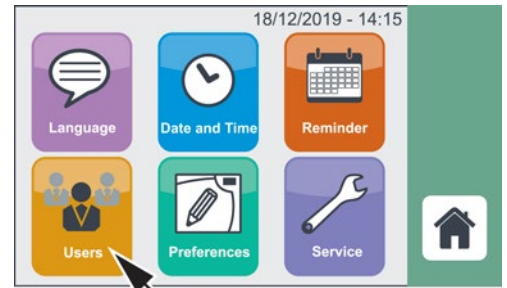 18/12/2019 - 14:15
Language
Date and Time
Reminder
Users
Preferences
Service